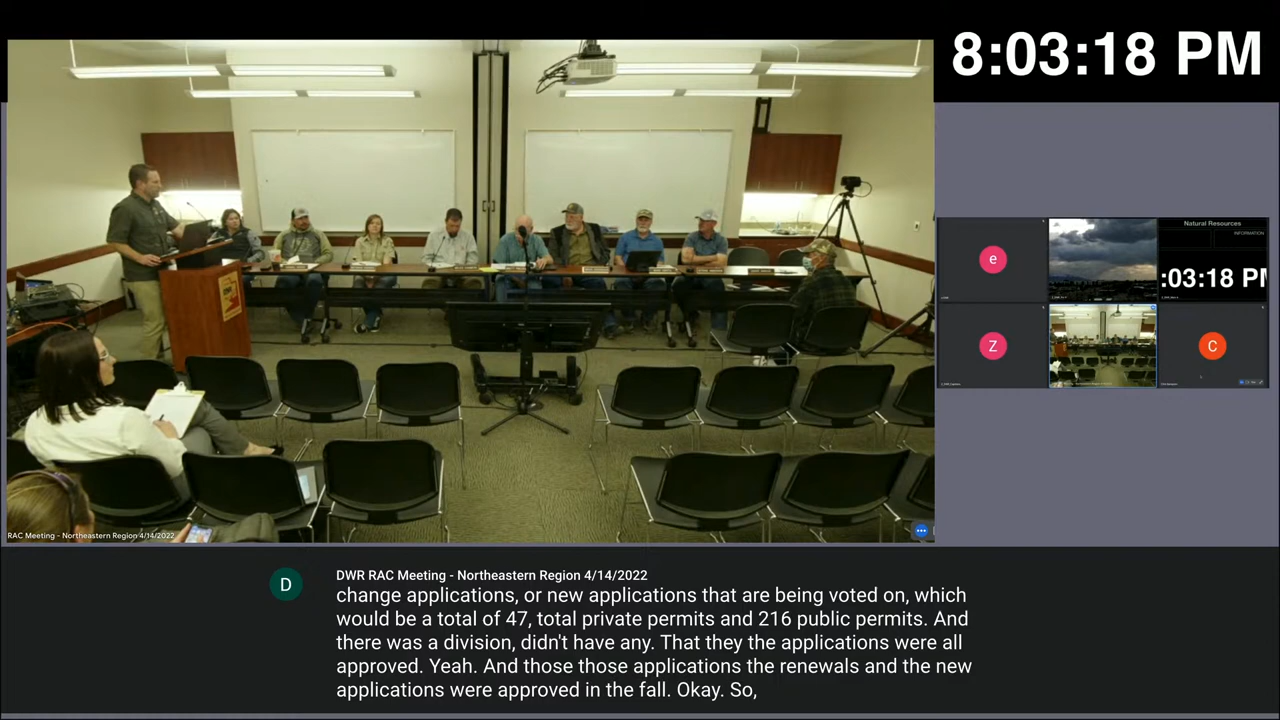 8:03:18 PM
Natural Resources
INFORMATION
:03:18 PM
e
Z
C
RAC Meeting - Northeastern Region 4/14/2022
D
DWR RAC Meeting - Northeastern Region 4/14/2022
change applications, or new applications that are being voted on, which
would be a total of 47, total private permits and 216 public permits. And
there was a division, didn't have any. That they the applications were all
approved. Yeah. And those those applications the renewals and the new
applications were approved in the fall. Okay. So,